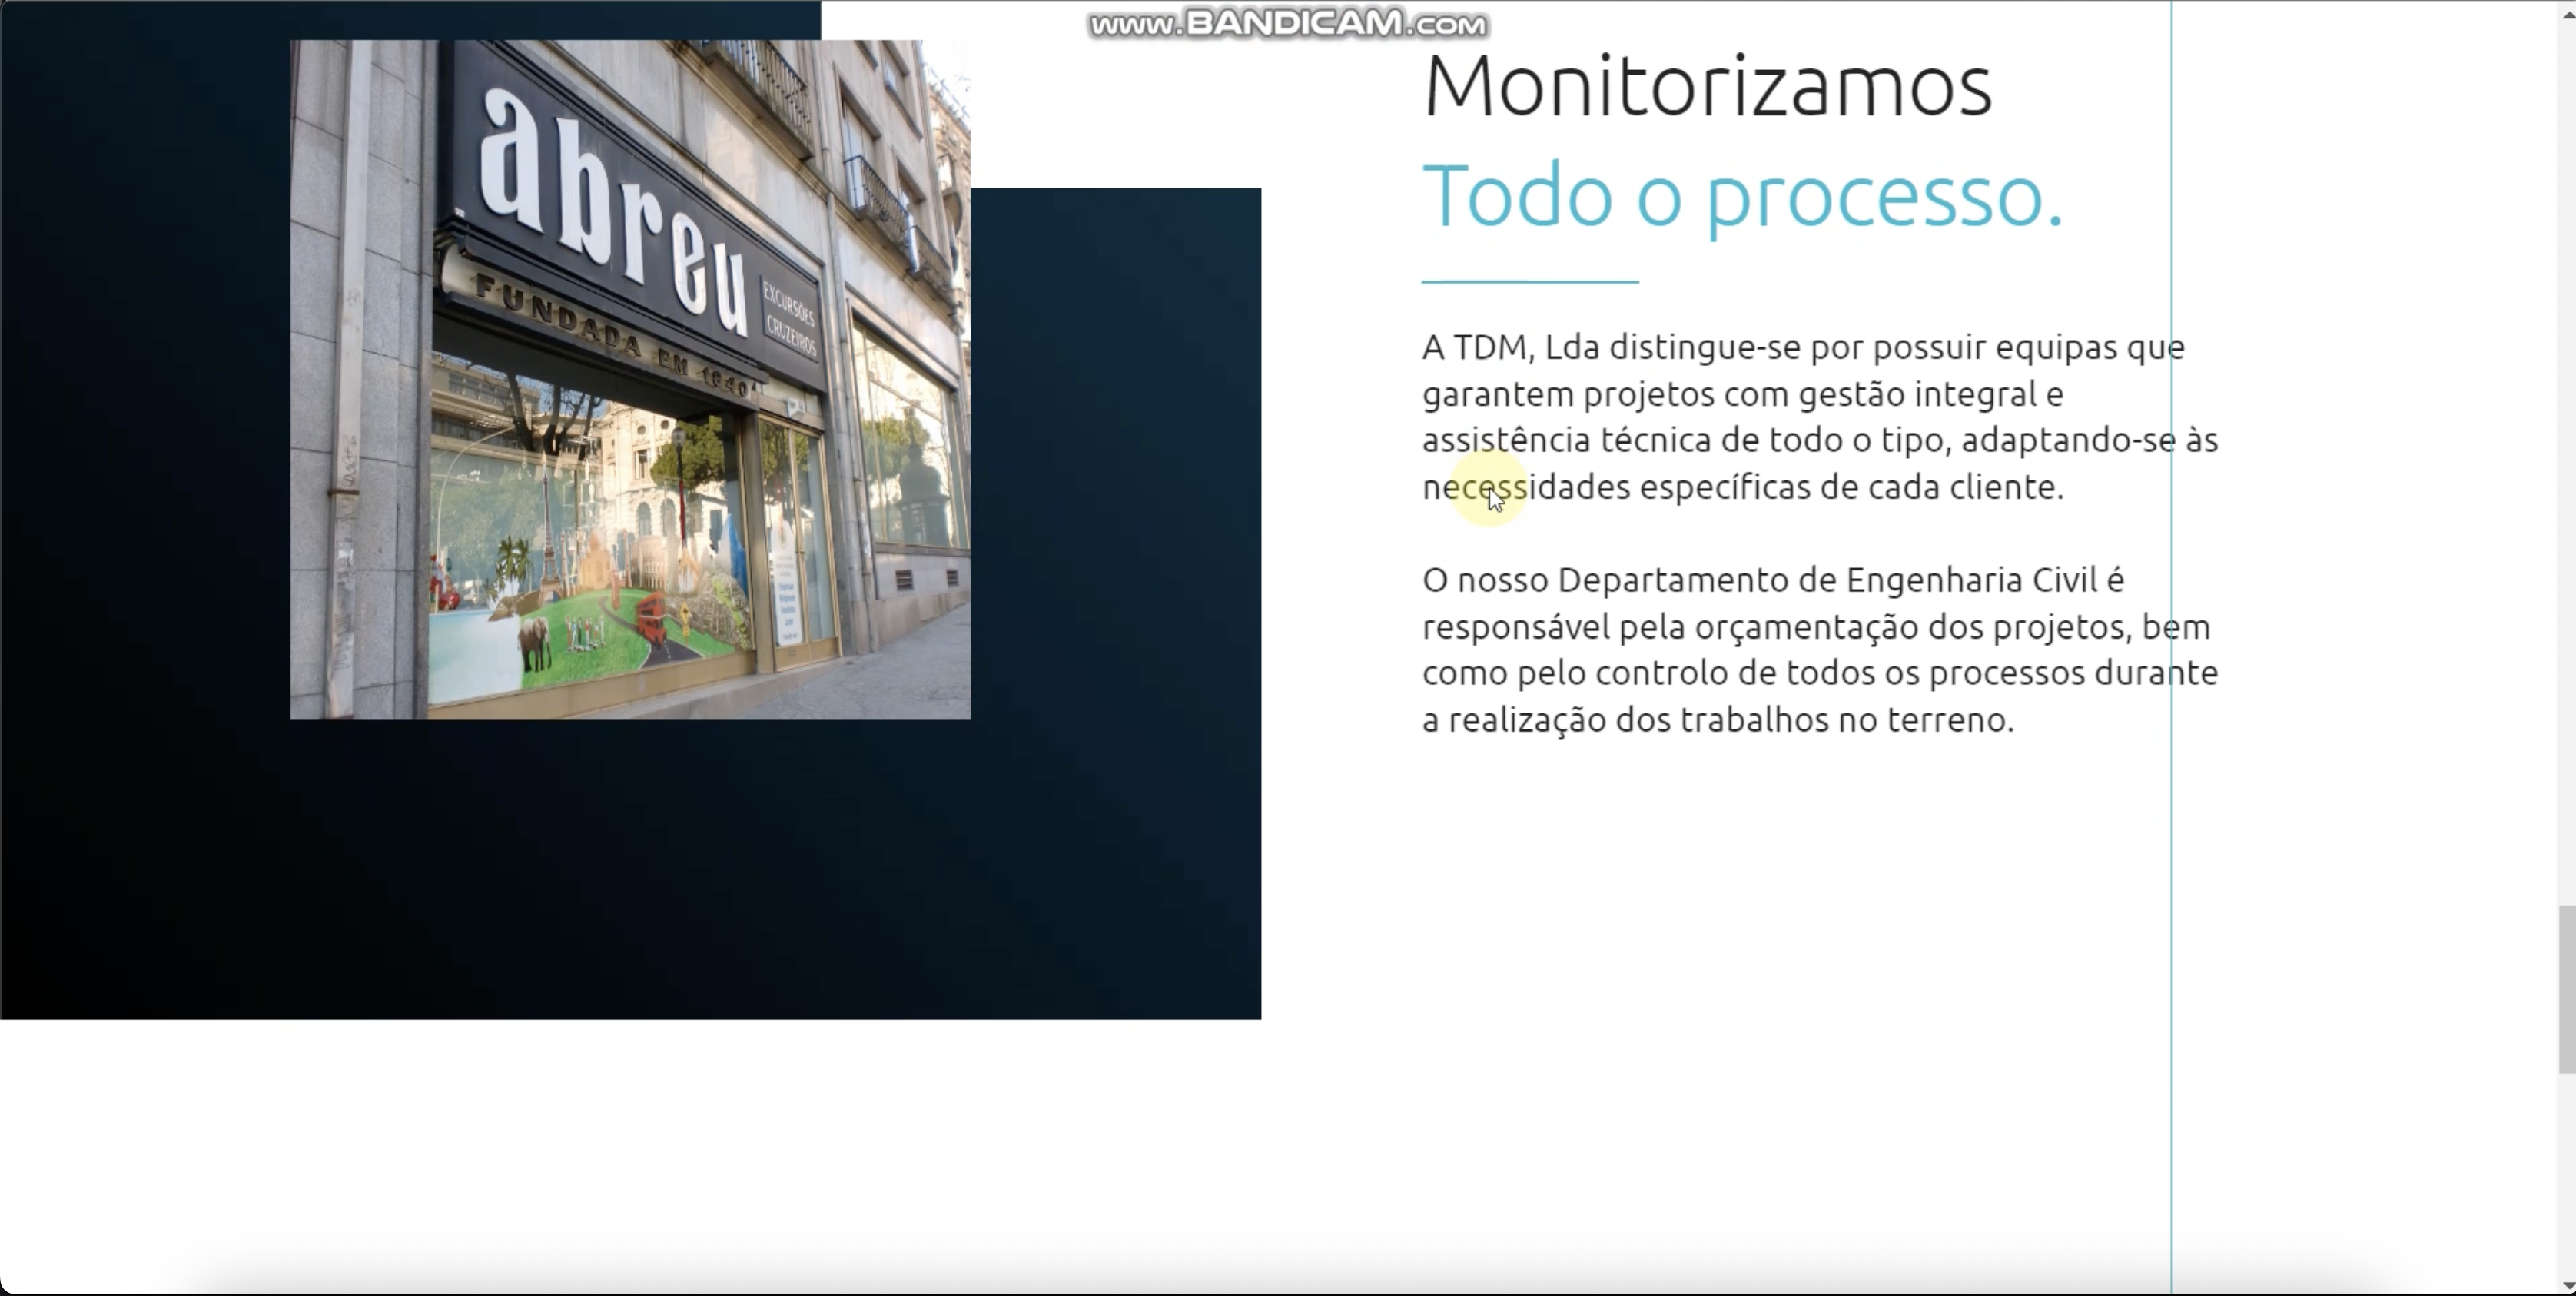 www.BANDICAM.com
abreu
EXCURSÕES
CRUZEIROS
FUNDADA EM 1840
Monitorizamos
Todo o processo.
A TDM, Lda distingue-se por possuir equipas que
garantem projetos com gestão integral e
assistência técnica de todo o tipo, adaptando-se às
necessidades específicas de cada cliente.
O nosso Departamento de Engenharia Civil é
responsável pela orçamentação dos projetos, bem
como pelo controlo de todos os processos durante
a realização dos trabalhos no terreno.